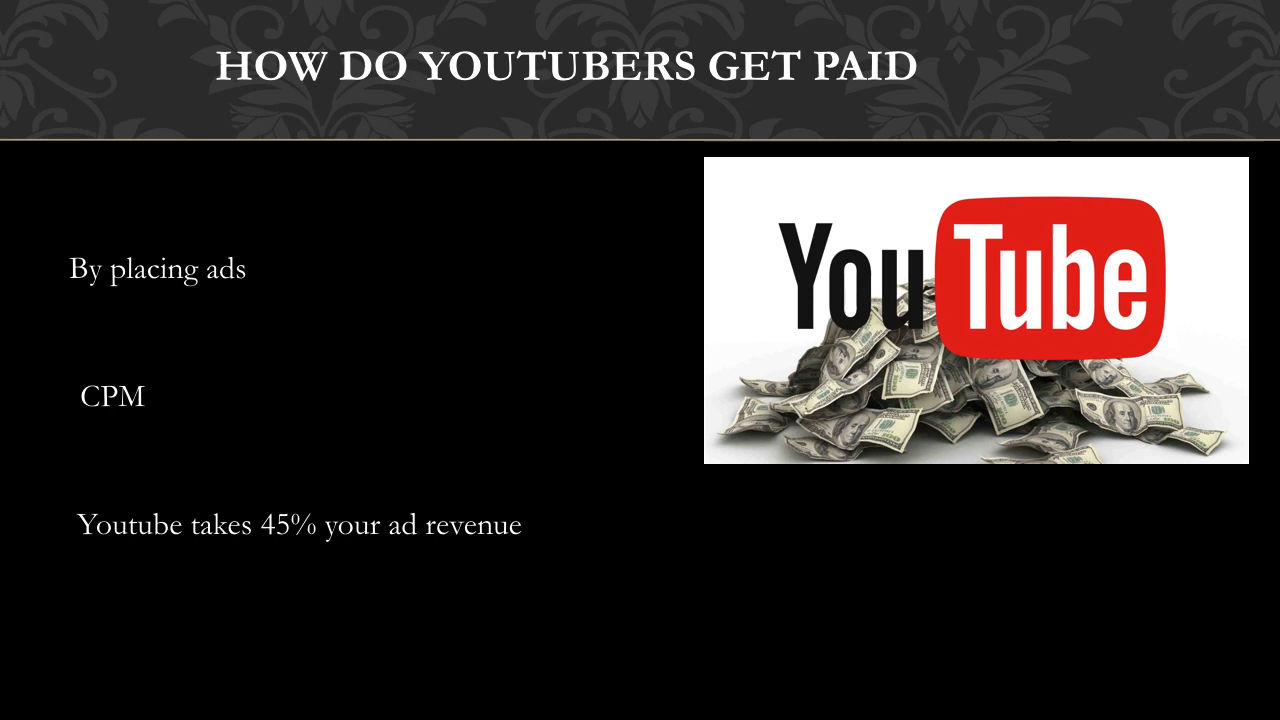 HOW DO YOUTUBERS GET PAID
By placing ads
CPM
Youtube takes 45% your ad revenue
YouTube